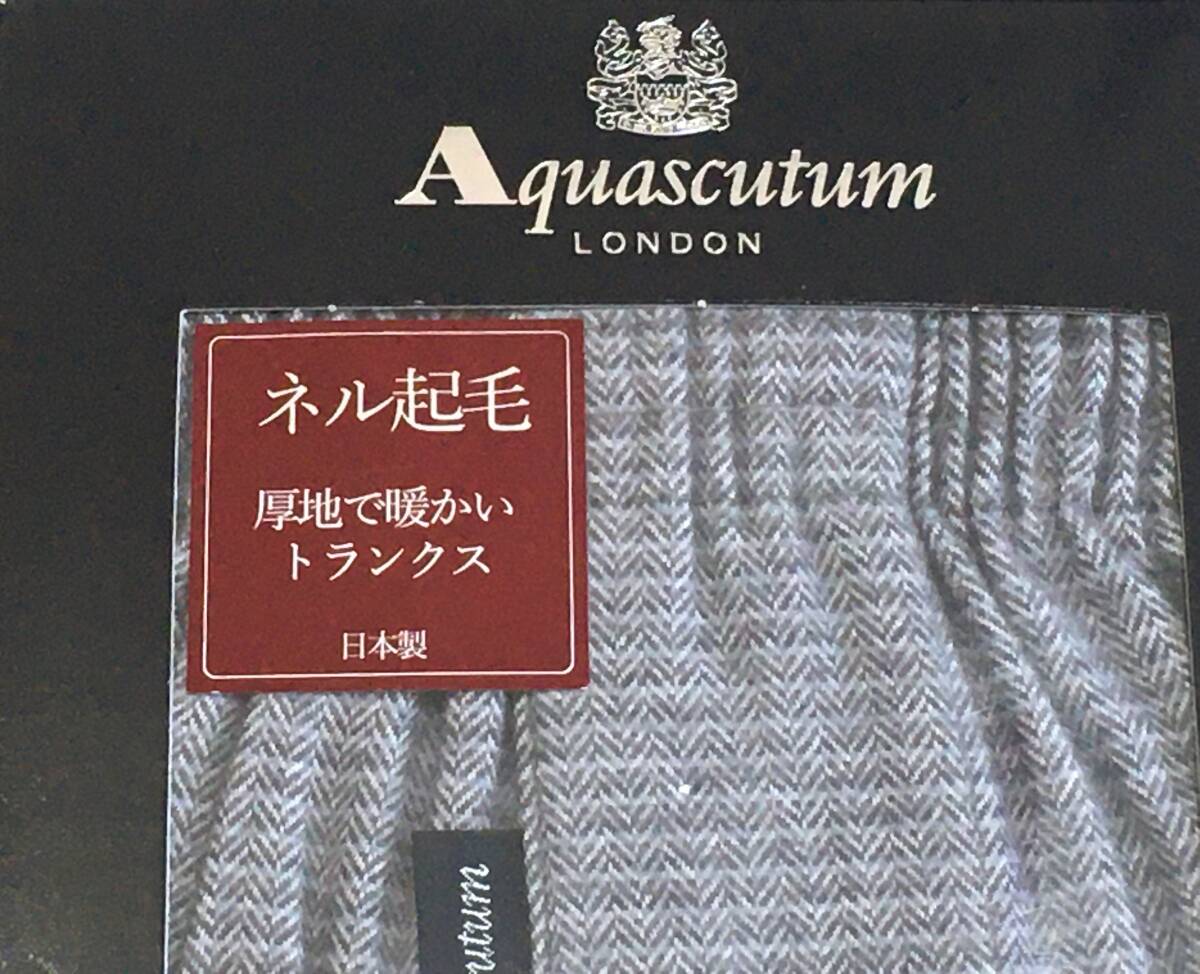 Aquascutum
LONDON
ネル起毛
厚地で暖かい
トランクス
日本製